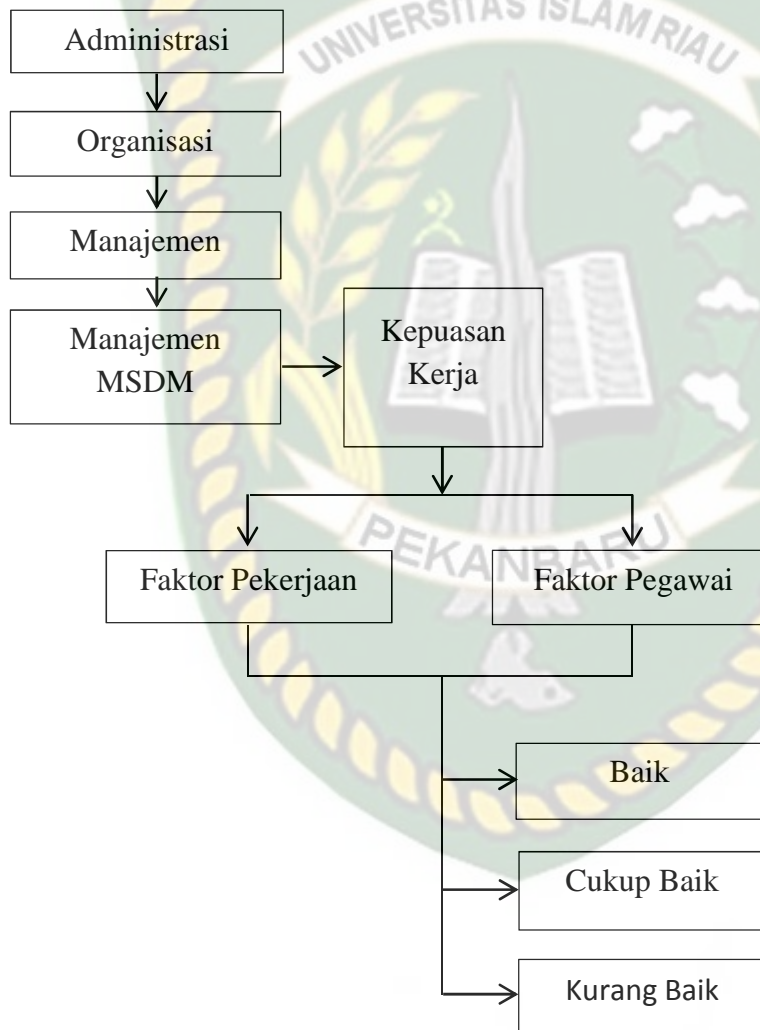 UNIVERSITAS ISLAM RIAU
Administrasi
Organisasi
Manajemen
Manajemen
MSDM
Kepuasan
Kerja
PEKANBARU
Faktor Pekerjaan
Faktor Pegawai
Baik
Cukup Baik
Kurang Baik